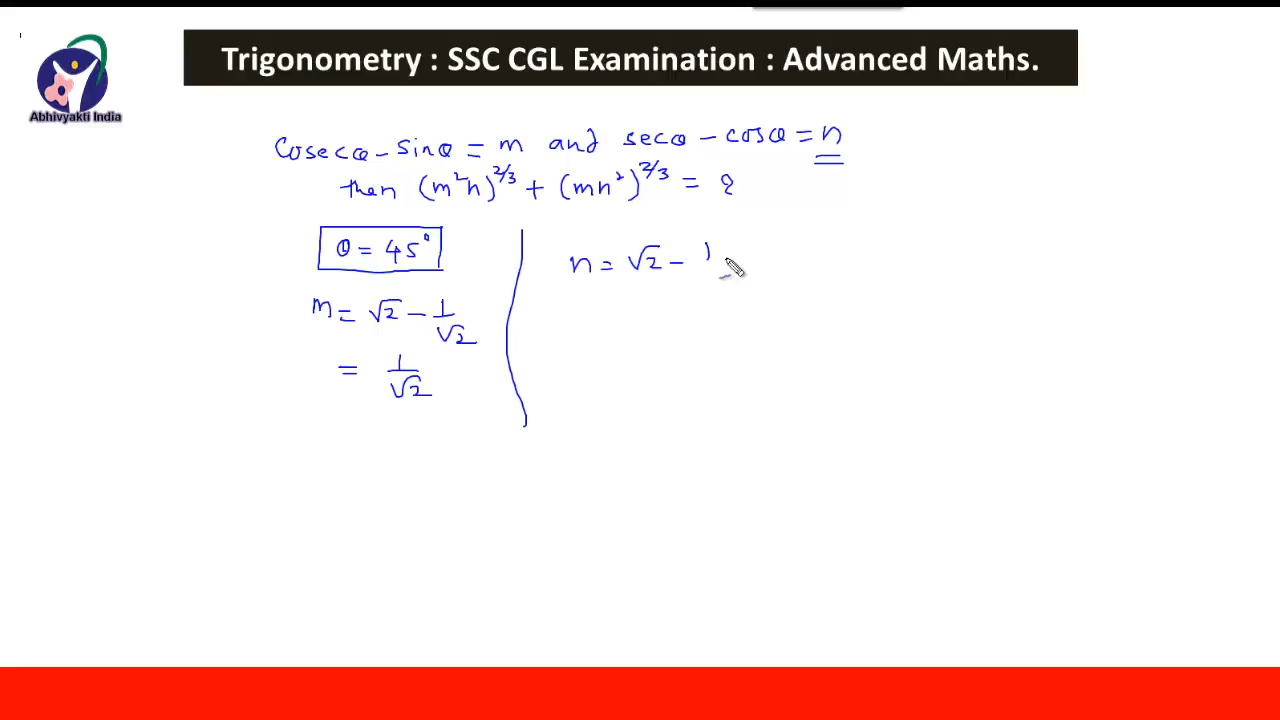 Trigonometry : SSC CGL Examination : Advanced Maths.
Abhivyakti India
Cosecθ - sinθ = m and secθ - cosθ = n
then (m²n)^2/3 + (mn²)^2/3 = ?
θ = 45°
m = √2 - 1/√2
= 1/√2
n = √2 - 1